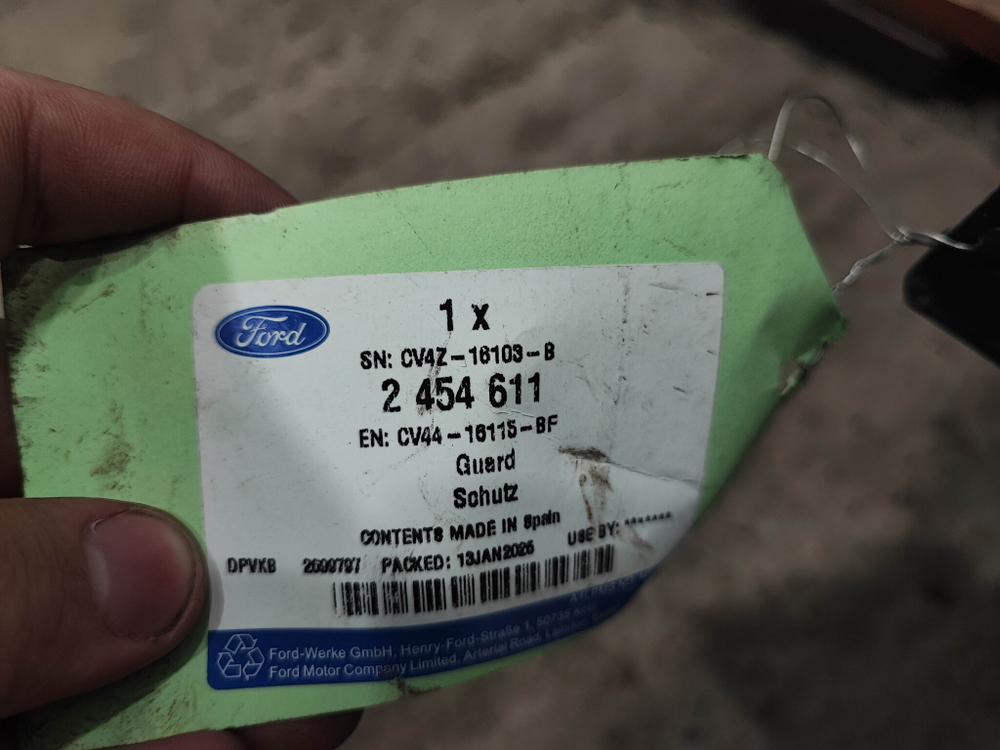 Ford
1 x
SN: CV4Z-16103-B
2 454 611
EN: CV44-16115-BF
Guard
Schutz
CONTENTS MADE IN Spain
USE BY: *******
DPVKB 2699797 PACKED: 13JAN2025
Ford-Werke GmbH, Henry-Ford-Straße 1, 50735 Köln
Ford Motor Company Limited, Arterial Road, Laindon,